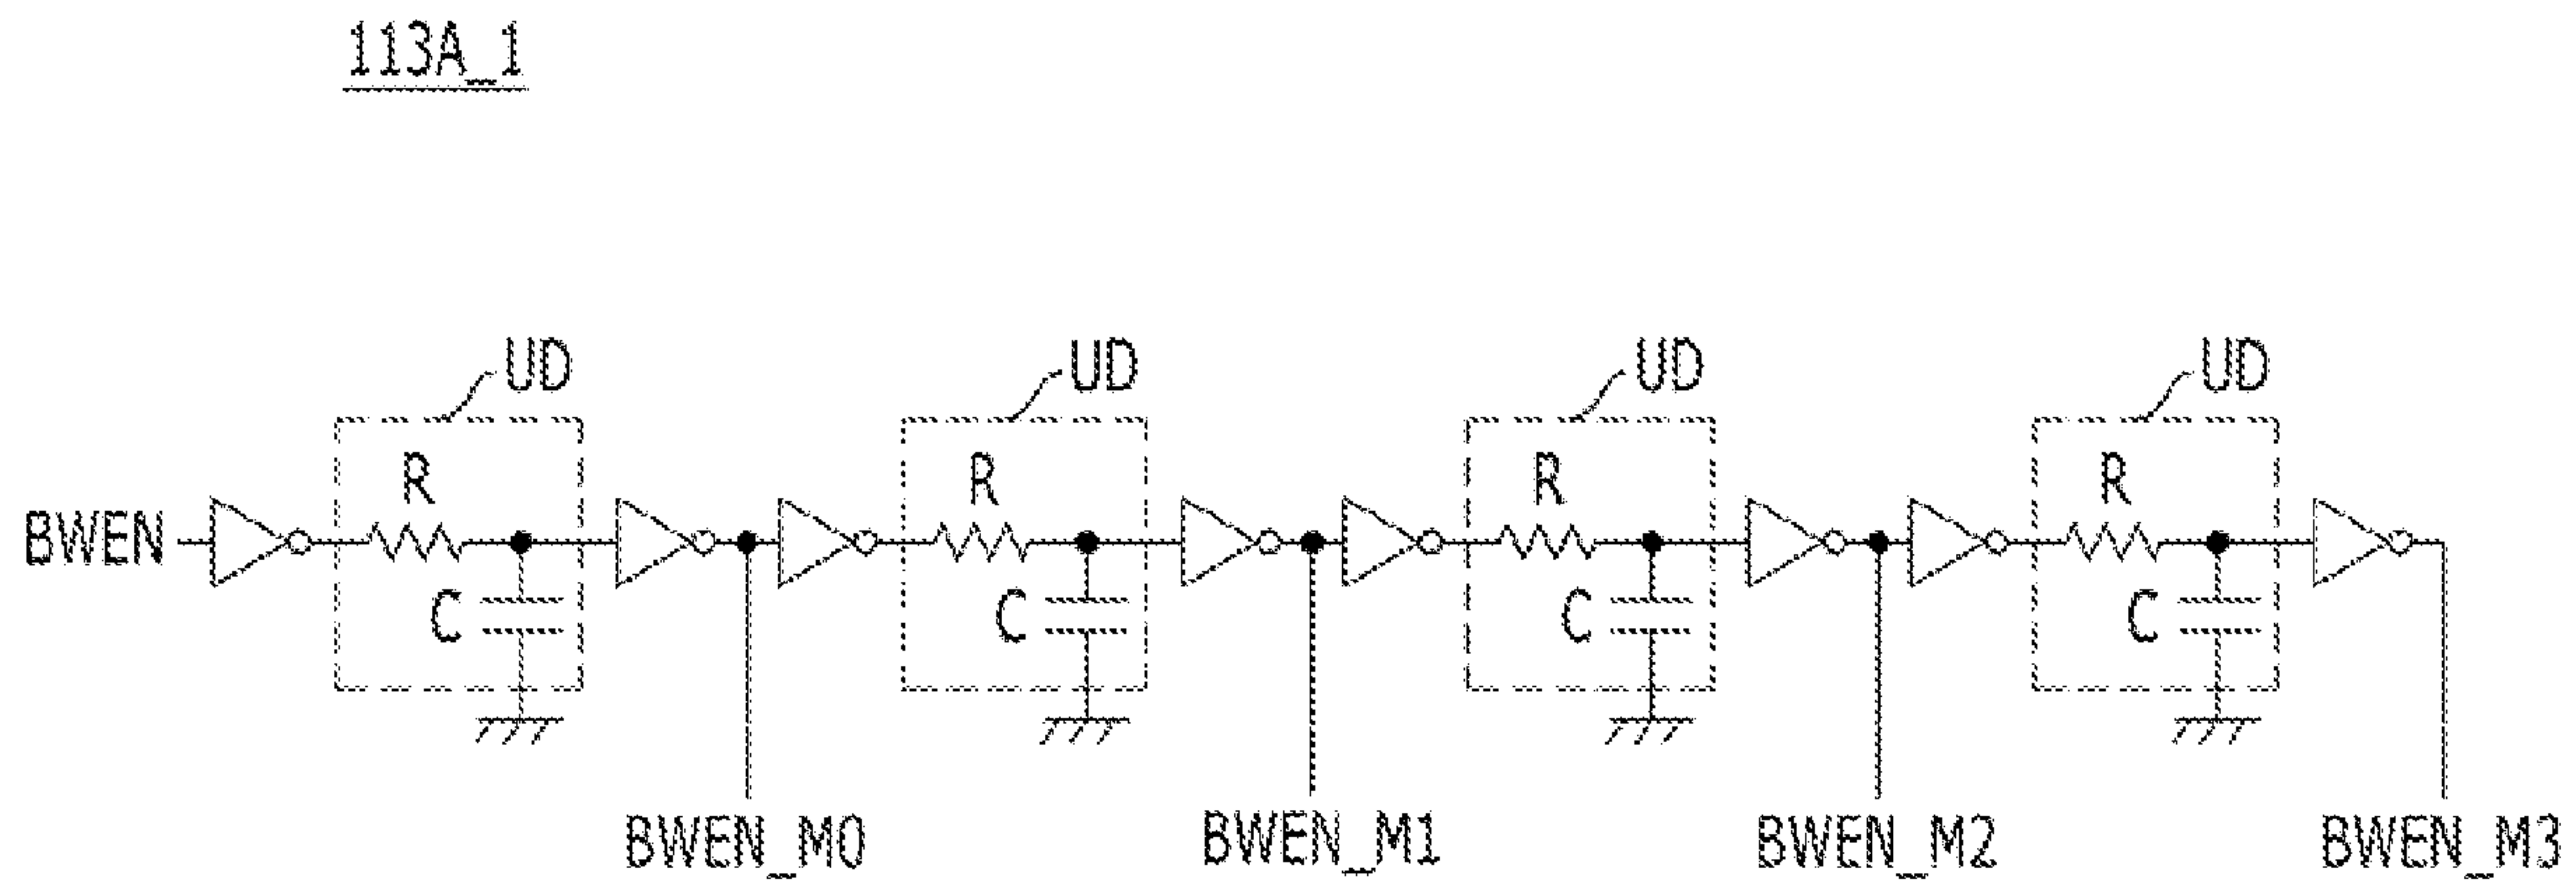 113A_1
UD UD UD UD
R R R R
BWEN
C C C C
BWEN_M0 BWEN_M1 BWEN_M2 BWEN_M3